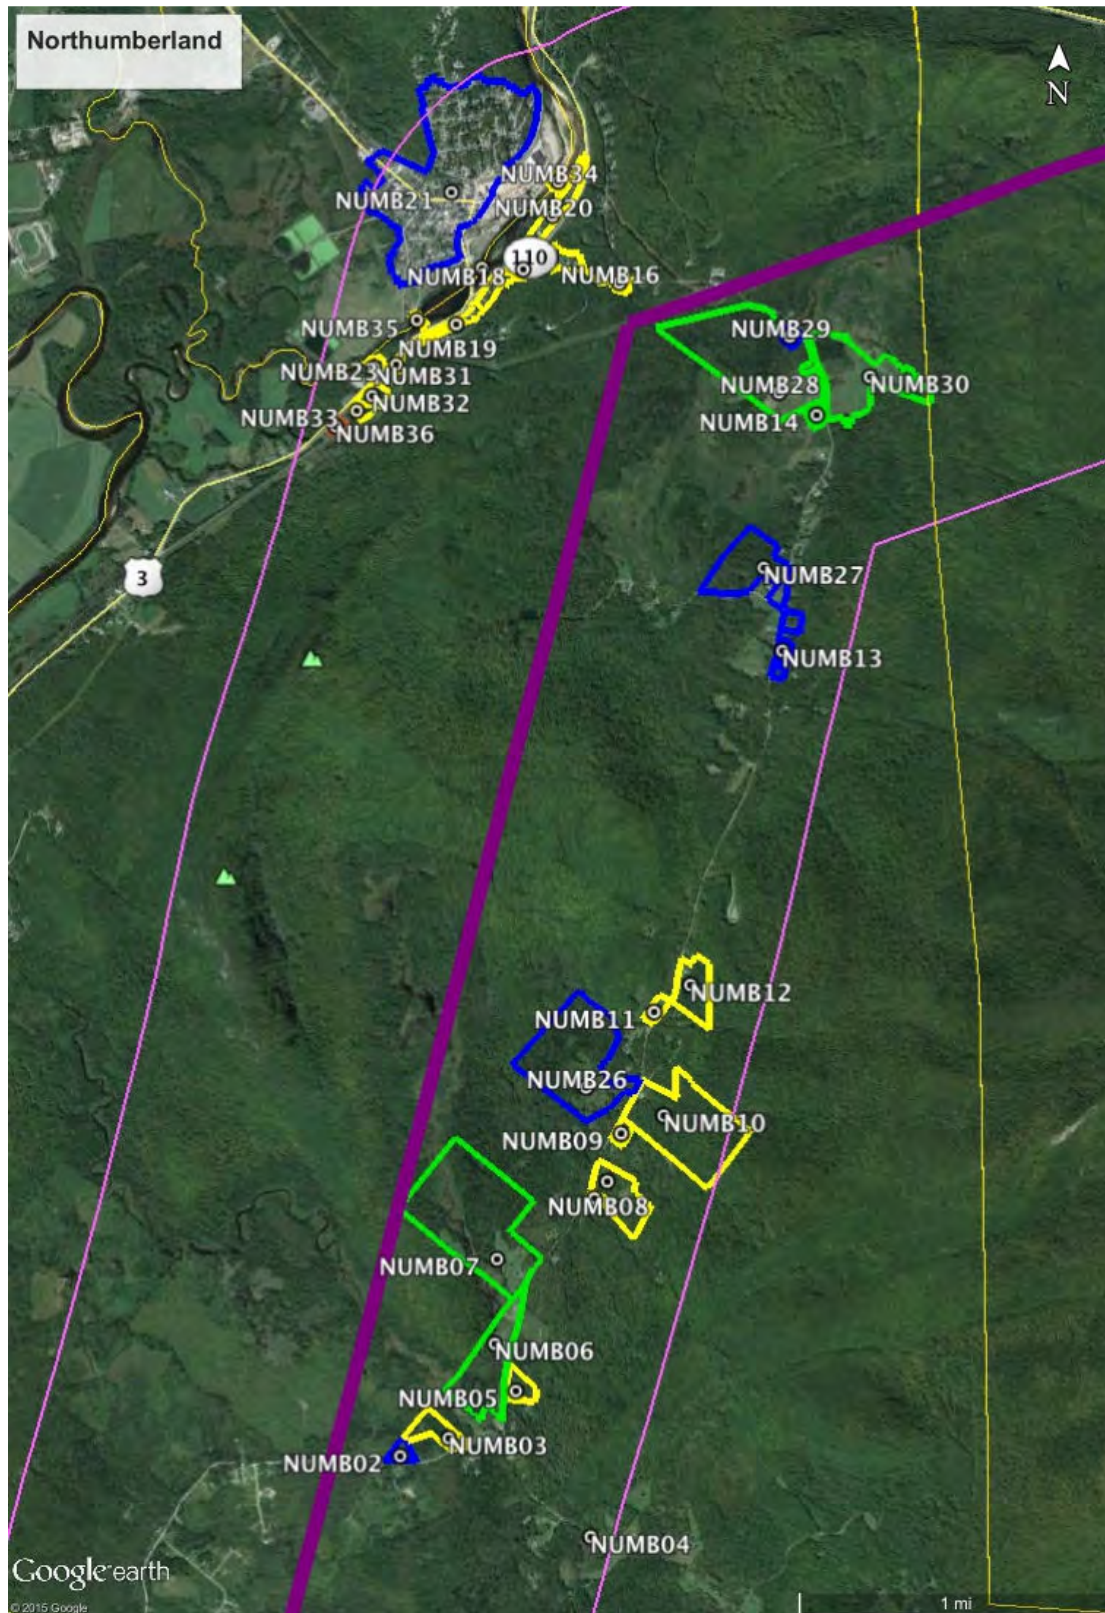 Northumberland
N
NUMB34
NUMB21
NUMB20
110
NUMB18
NUMB16
NUMB35
NUMB29
NUMB19
NUMB23
NUMB31
NUMB28
NUMB30
NUMB32
NUMB33
NUMB14
NUMB36
3
NUMB27
NUMB13
NUMB12
NUMB11
NUMB26
NUMB10
NUMB09
NUMB08
NUMB07
NUMB06
NUMB05
NUMB03
NUMB02
NUMB04
Google earth
1 mi
© 2015 Google